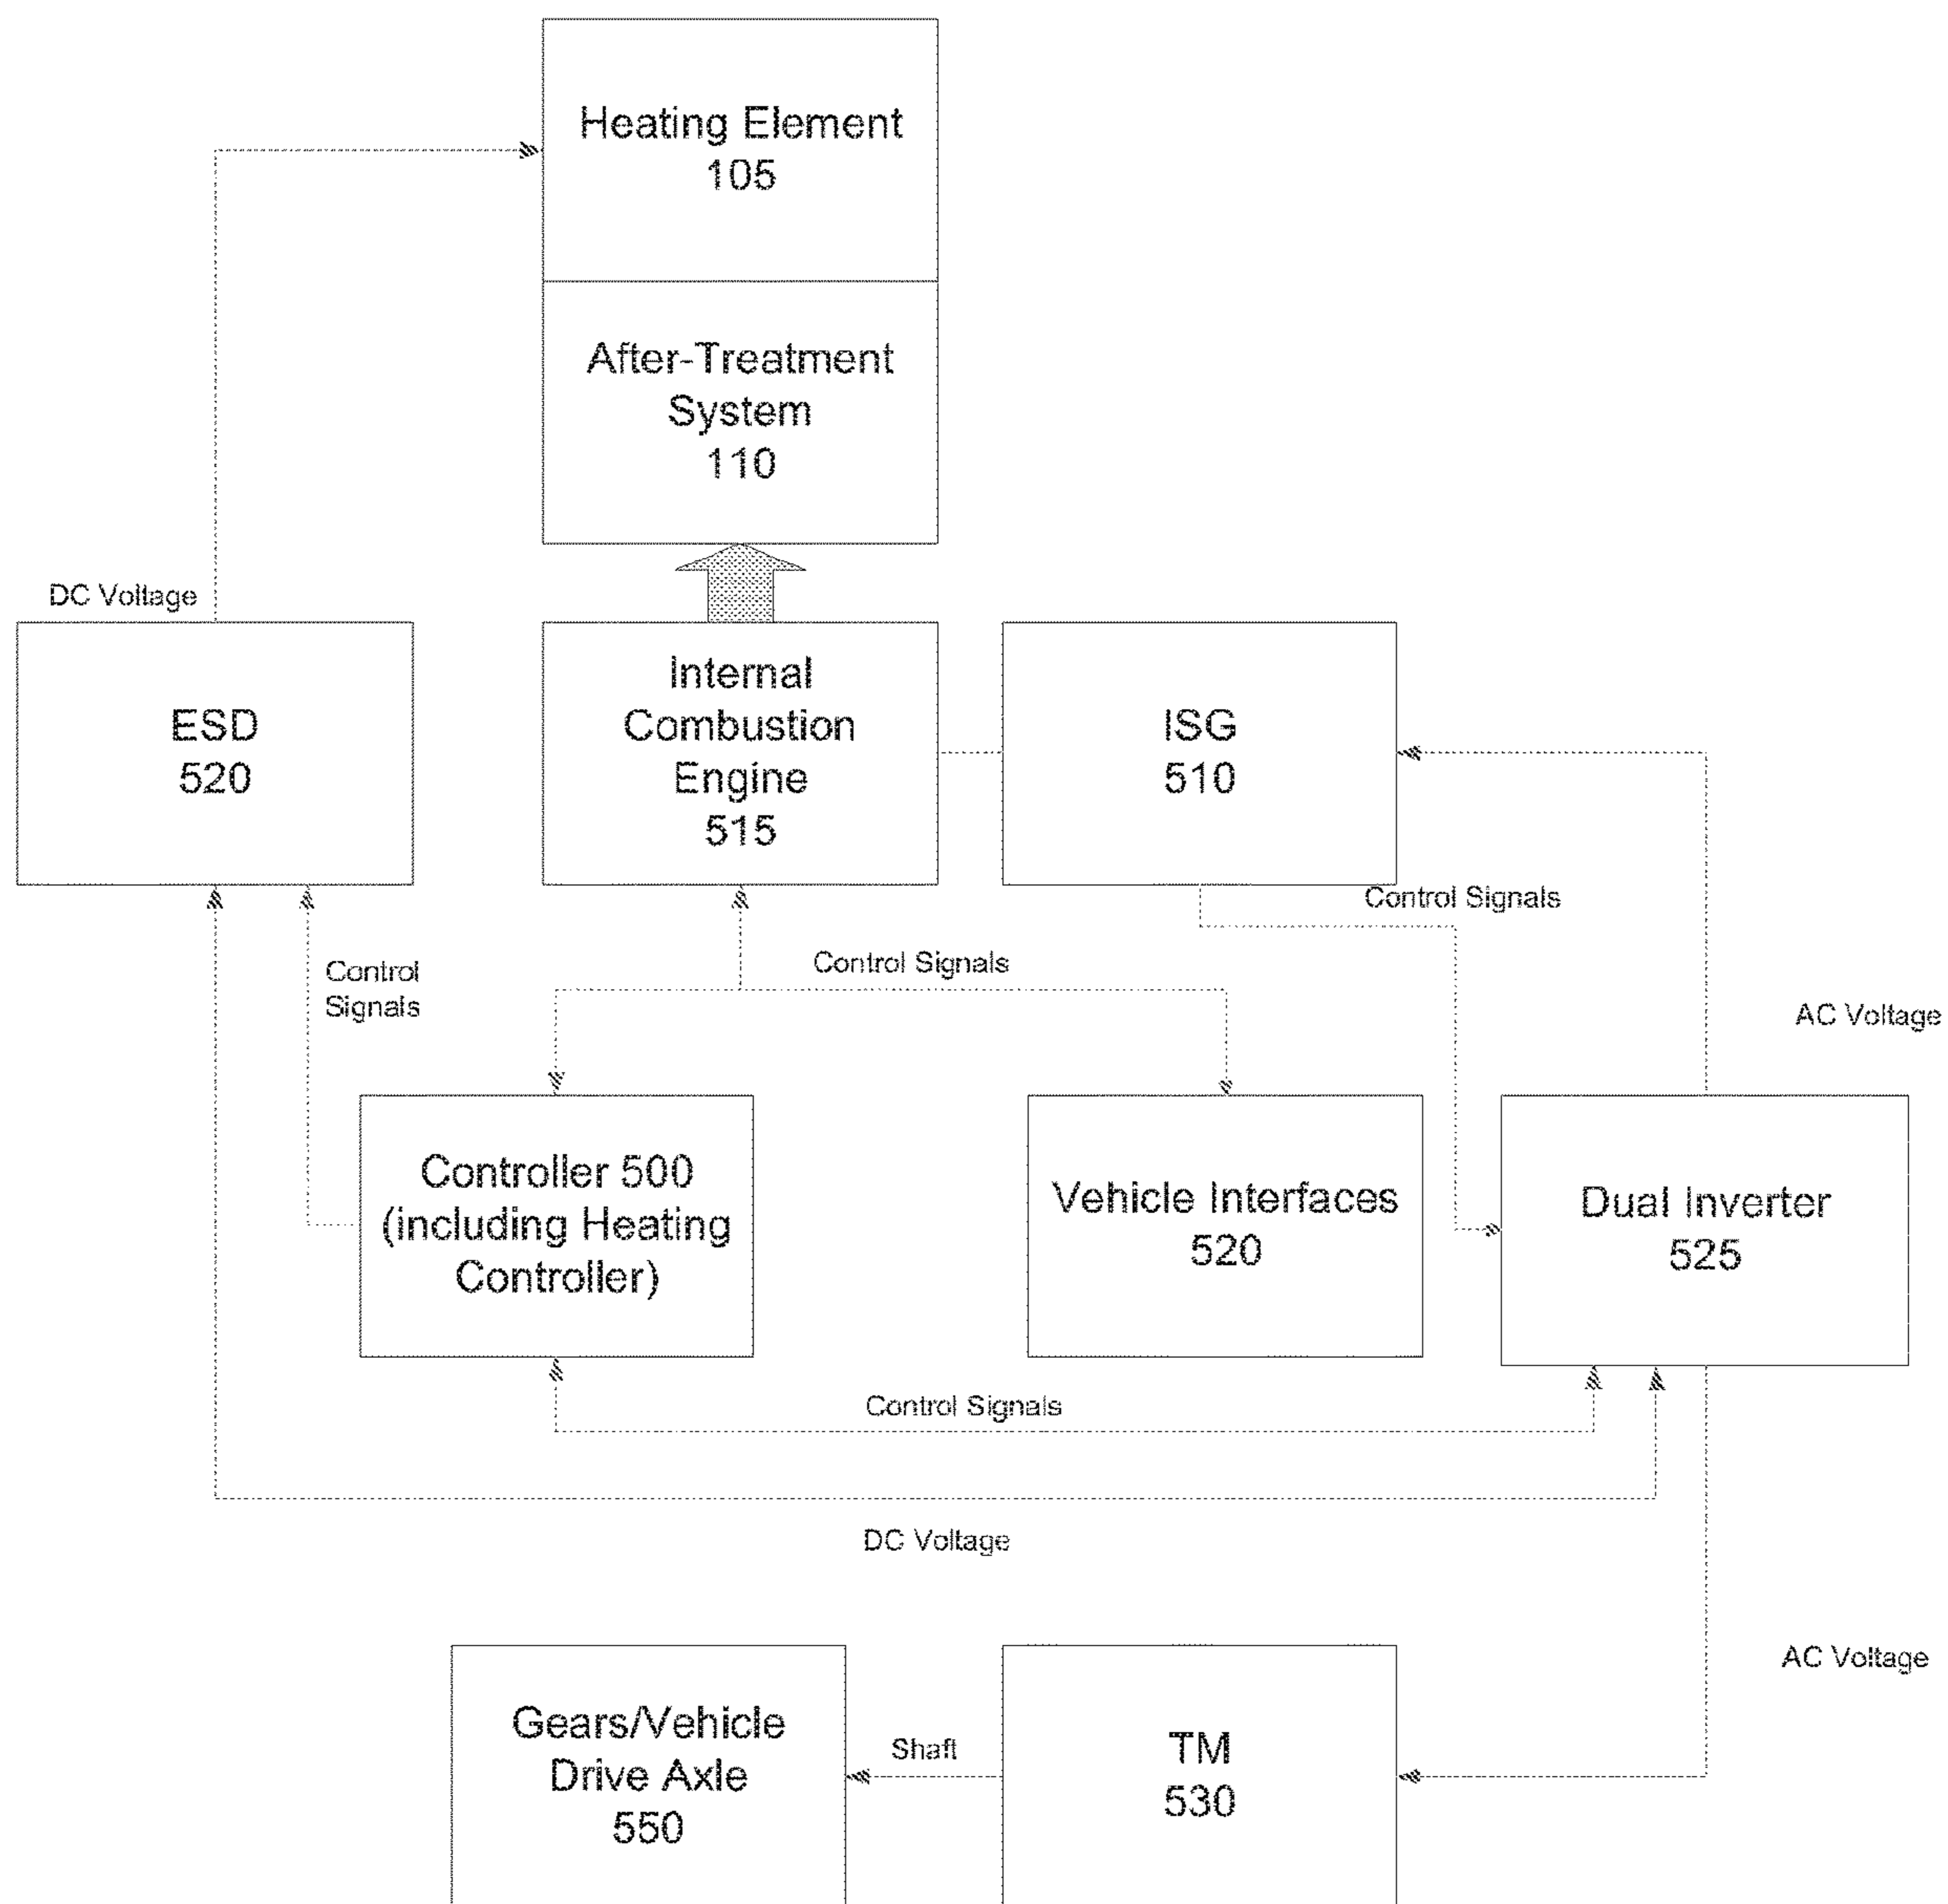 Heating Element
105
After-Treatment
System
110
DC Voltage
ESD
520
Internal
Combustion
Engine
515
ISG
510
Control Signals
Control
Signals
Control Signals
AC Voltage
Controller 500
(including Heating
Controller)
Vehicle Interfaces
520
Dual Inverter
525
Control Signals
DC Voltage
AC Voltage
Gears/Vehicle
Drive Axle
550
Shaft
TM
530